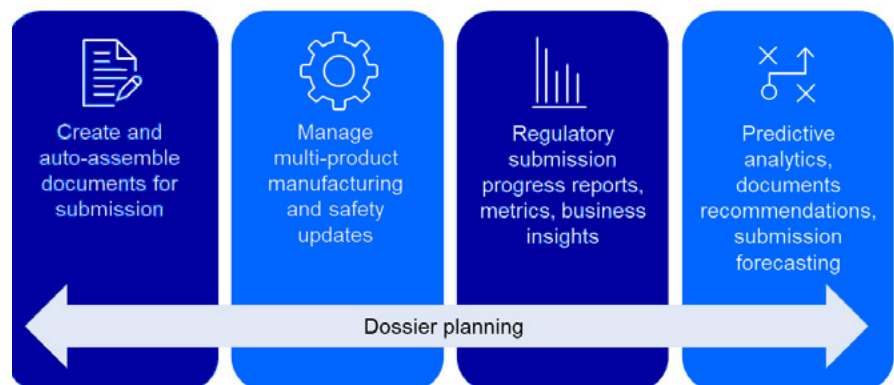 Create and
auto-assemble
documents for
submission
Manage
multi-product
manufacturing
and safety
updates
Regulatory
submission
progress reports,
metrics, business
insights
Predictive
analytics,
documents
recommendations,
submission
forecasting
Dossier planning